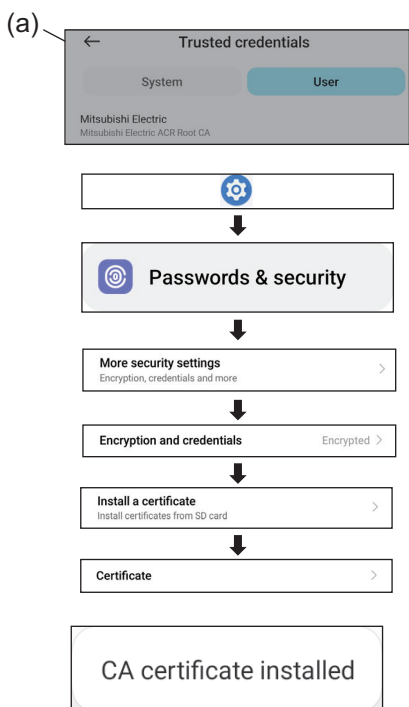 (a)
Trusted credentials
System User
Mitsubishi Electric
Mitsubishi Electric ACR Root CA
Passwords & security
More security settings
Encryption, credentials and more
Encryption and credentials Encrypted
Install a certificate
Install certificates from SD card
Certificate
CA certificate installed